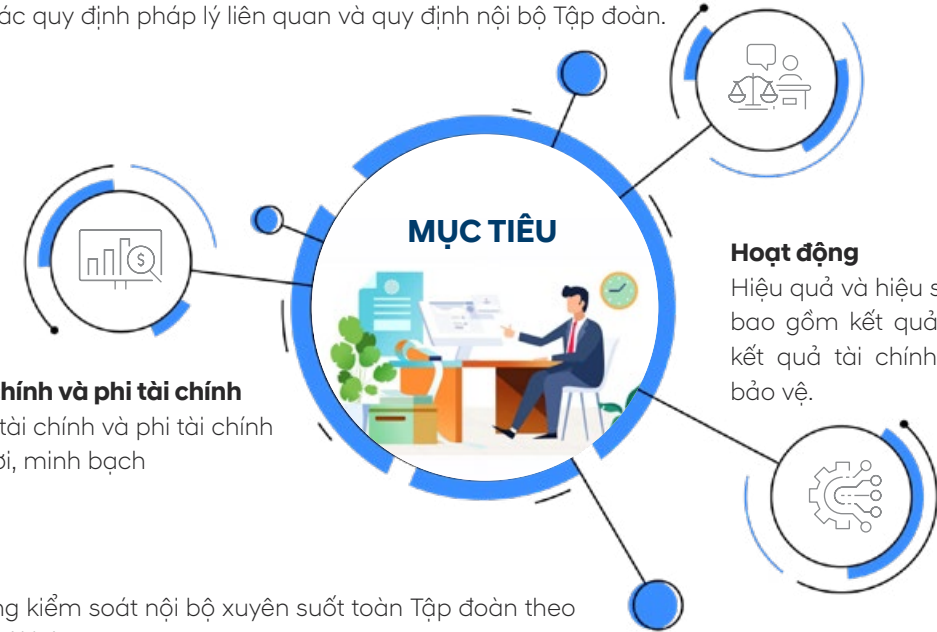 ác quy định pháp lý liên quan và quy định nội bộ Tập đoàn.
MỤC TIÊU
Hoạt động
Hiệu quả và hiệu s
bao gồm kết quả
kết quả tài chính
bảo vệ.
hính và phi tài chính
tài chính và phi tài chính
ời, minh bạch
ng kiểm soát nội bộ xuyên suốt toàn Tập đoàn theo